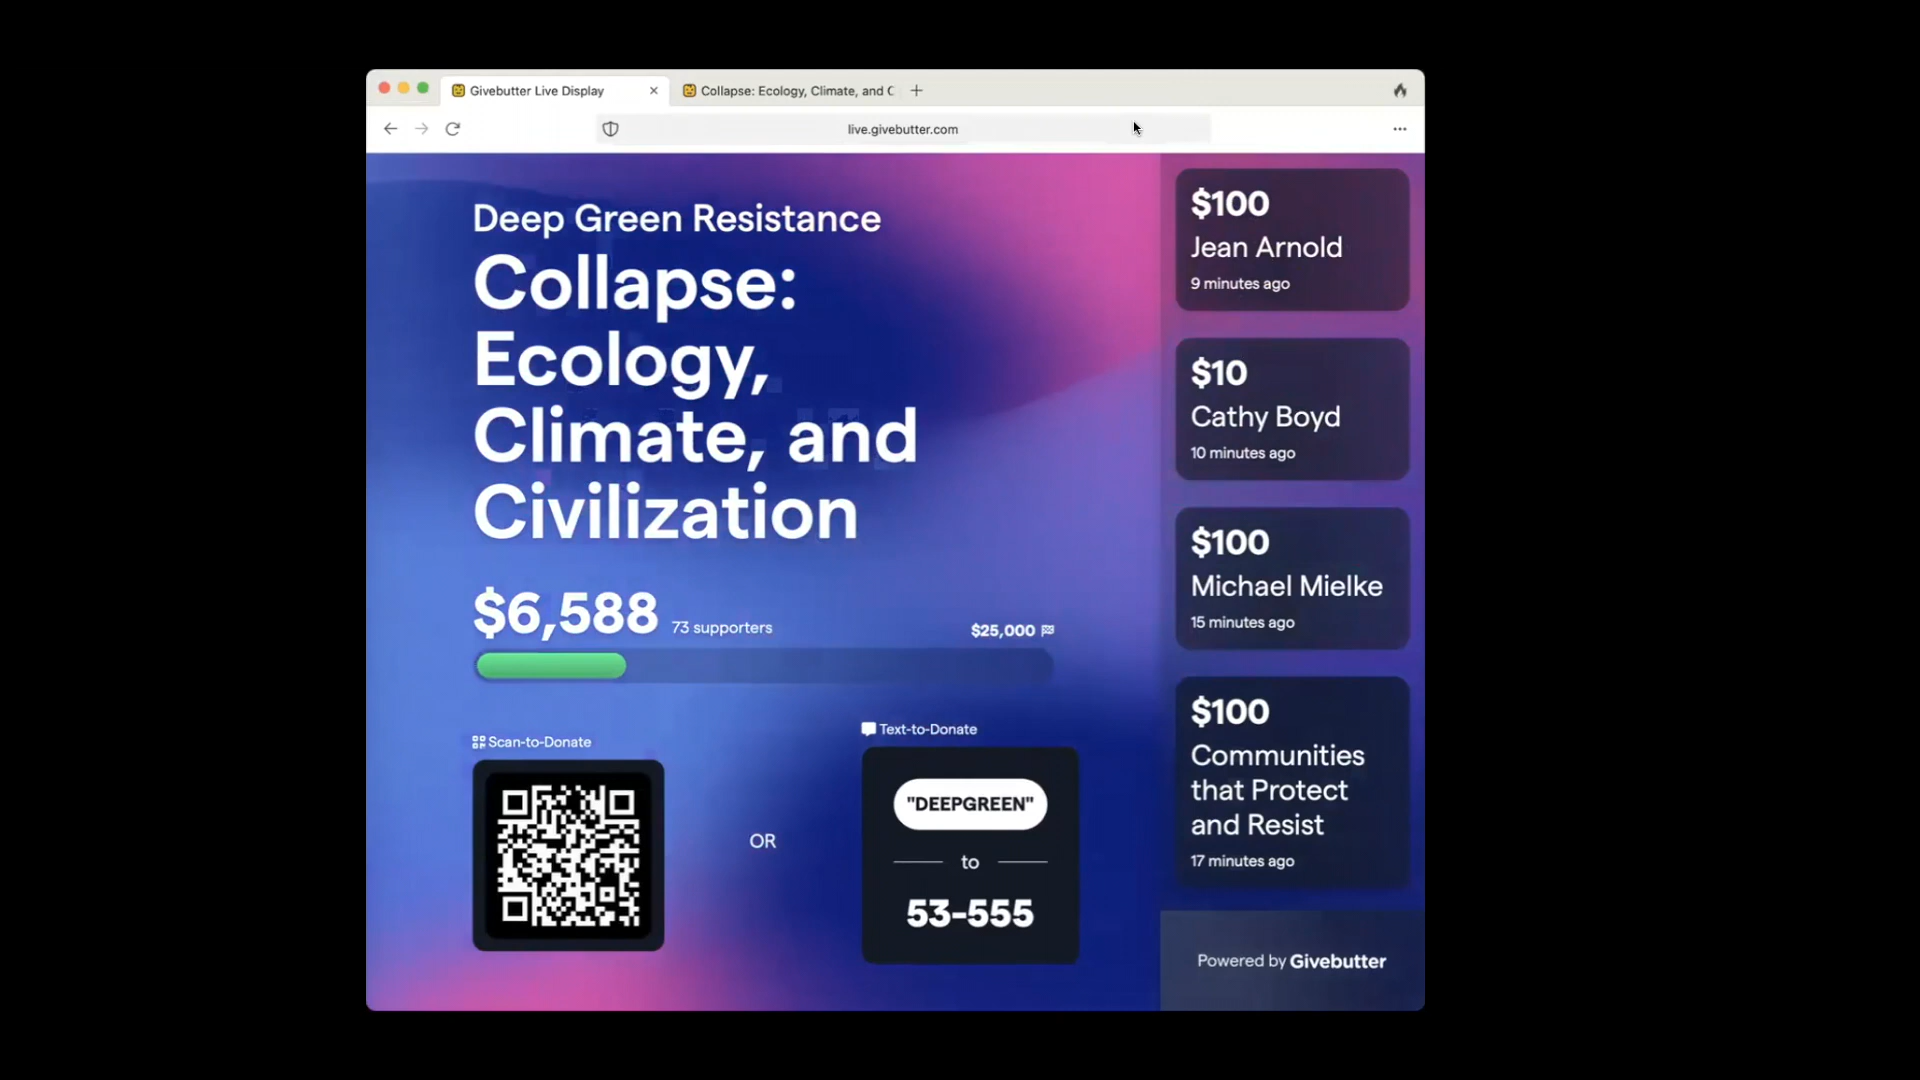 Givebutter Live Display
Collapse: Ecology, Climate, and C
live.givebutter.com
Deep Green Resistance
Collapse:
Ecology,
Climate, and
Civilization
$6,588 73 supporters
$25,000
Scan-to-Donate
OR
Text-to-Donate
"DEEPGREEN"
to
53-555
$100
Jean Arnold
9 minutes ago
$10
Cathy Boyd
10 minutes ago
$100
Michael Mielke
15 minutes ago
$100
Communities
that Protect
and Resist
17 minutes ago
Powered by Givebutter